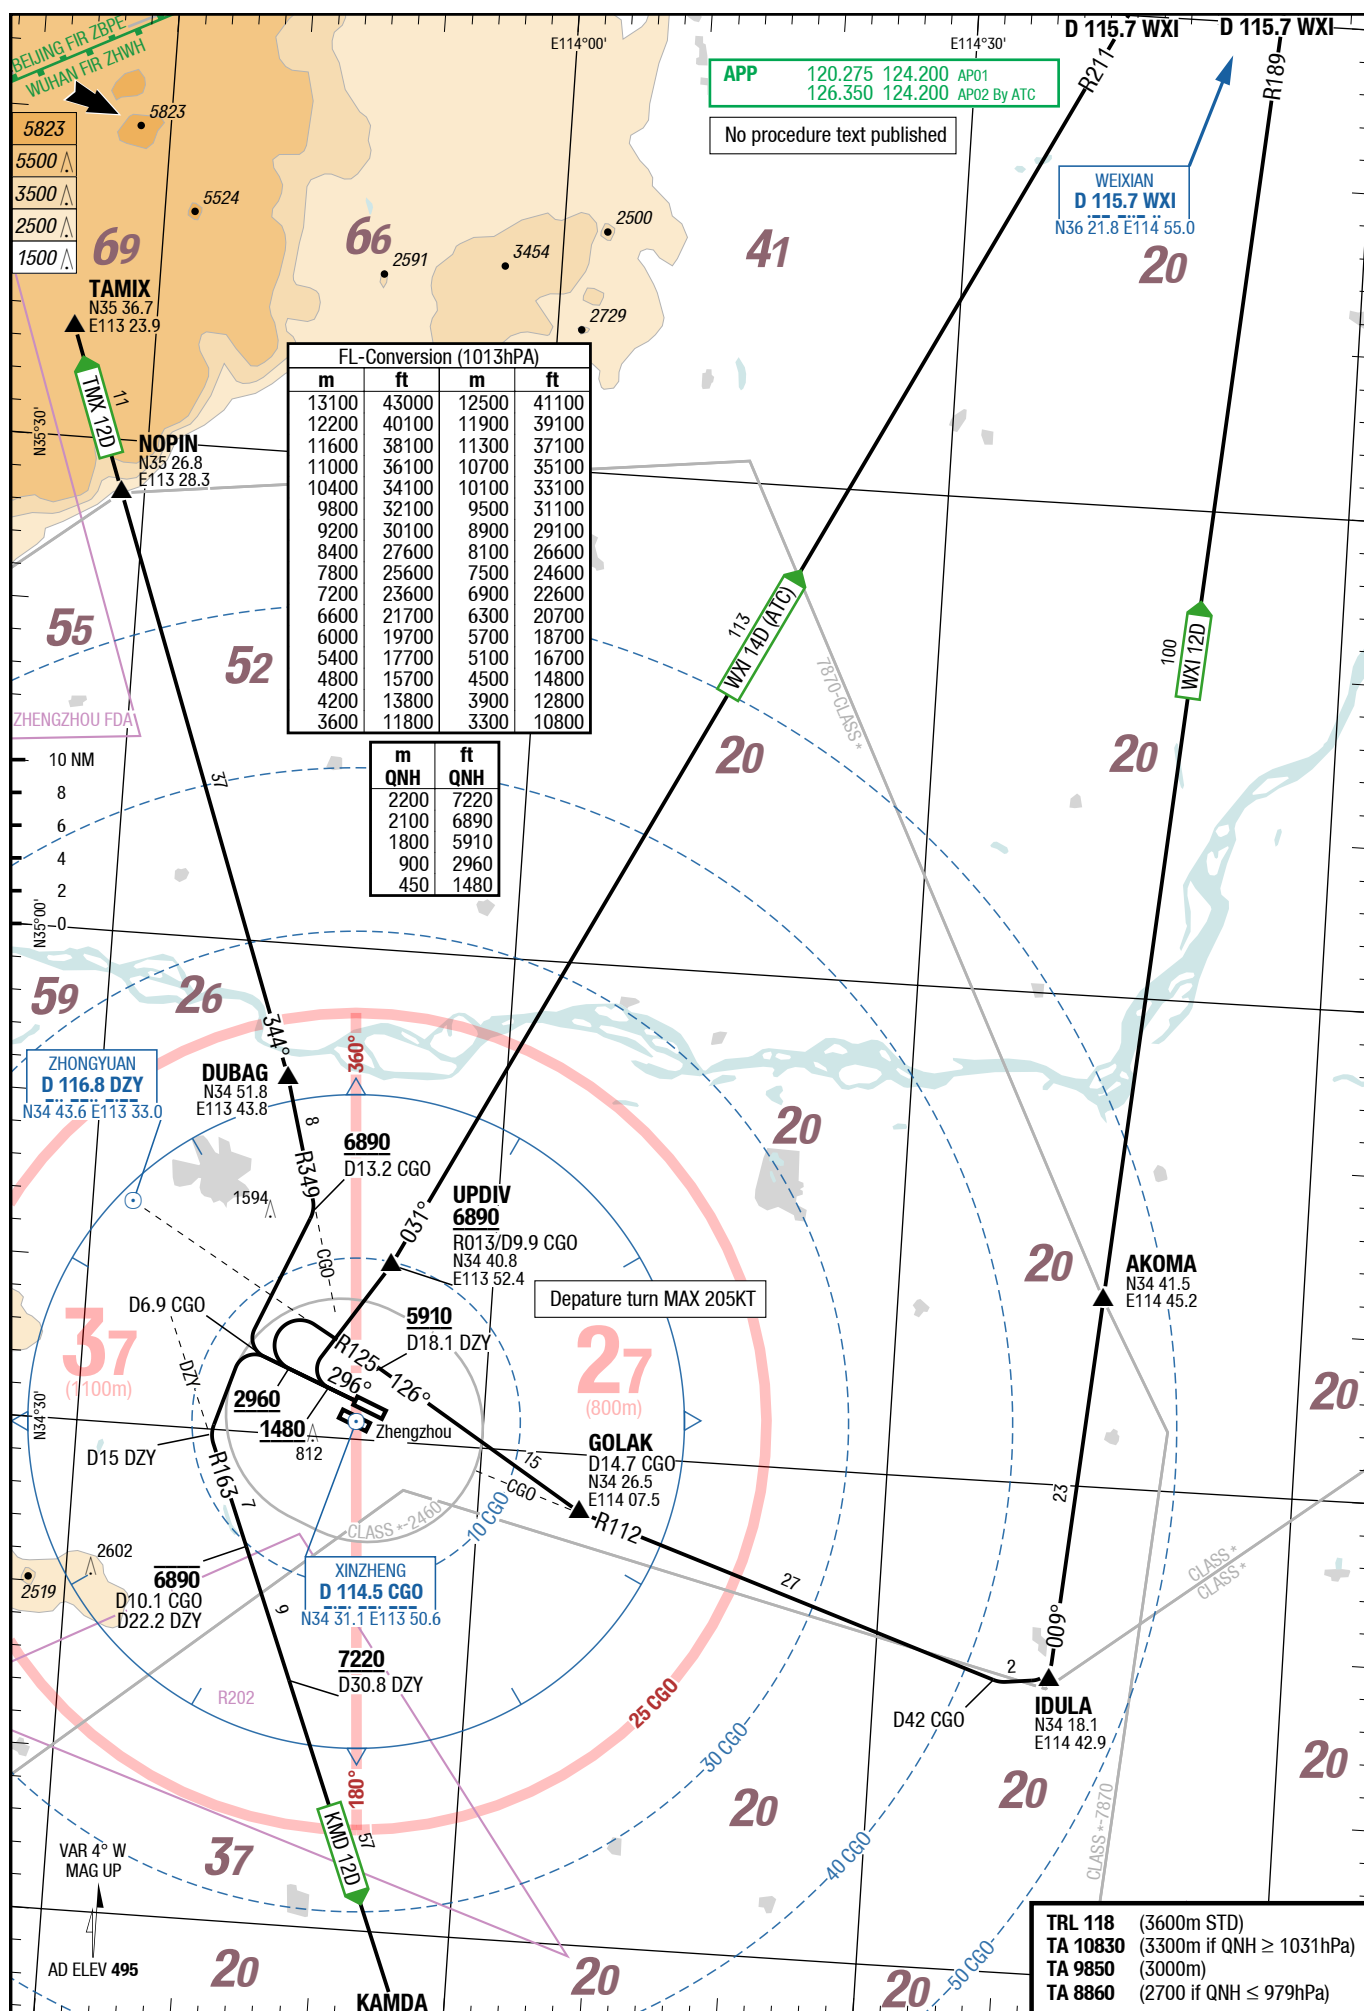 BEIJING FIR ZBPE
WUHAN FIR ZHWH
E114°00'
E114°30'
D 115.7 WXI
D 115.7 WXI
R211
R189
APP 120.275 124.200 AP01
126.350 124.200 AP02 By ATC
No procedure text published
WEIXIAN
D 115.7 WXI
N36 21.8 E114 55.0
5823
5500
3500
2500
1500
5823
5524
2591
3454
2500
2729
69
66
41
20
TAMIX
N35 36.7
E113 23.9
TMX 12D
11
N35°30'
NOPIN
N35 26.8
E113 28.3
FL-Conversion (1013hPA)
m ft m ft
13100 43000 12500 41100
12200 40100 11900 39100
11600 38100 11300 37100
11000 36100 10700 35100
10400 34100 10100 33100
9800 32100 9500 31100
9200 30100 8900 29100
8400 27600 8100 26600
7800 25600 7500 24600
7200 23600 6900 22600
6600 21700 6300 20700
6000 19700 5700 18700
5400 17700 5100 16700
4800 15700 4500 14800
4200 13800 3900 12800
3600 11800 3300 10800
m ft
QNH QNH
2200 7220
2100 6890
1800 5910
900 2960
450 1480
55
52
20
20
ZHENGZHOU FDA
113
WXI 14D (ATC)
7870-CLASS *
100
WXI 12D
37
10 NM
8
6
4
2
0
N35°00'
59
26
344°
360°
ZHONGYUAN
D 116.8 DZY
N34 43.6 E113 33.0
DUBAG
N34 51.8
E113 43.8
8
R349
6890
D13.2 CGO
1594
CGO
031°
UPDIV
6890
R013/D9.9 CGO
N34 40.8
E113 52.4
Depature turn MAX 205KT
20
20
AKOMA
N34 41.5
E114 45.2
D6.9 CGO
5910
D18.1 DZY
R125
126°
296°
37
(1100m)
27
(800m)
DZY
2960
1480
812
Zhengzhou
N34°30'
D15 DZY
R163
7
GOLAK
D14.7 CGO
N34 26.5
E114 07.5
15
CGO
R112
20
23
CLASS *-2460
10 CGO
2602
2519
6890
D10.1 CGO
D22.2 DZY
XINZHENG
D 114.5 CGO
N34 31.1 E113 50.6
9
27
CLASS *
CLASS *
009°
2
7220
D30.8 DZY
R202
25 CGO
D42 CGO
IDULA
N34 18.1
E114 42.9
30 CGO
180°
20
20
20
KMD 12D
57
CLASS *-7870
40 CGO
VAR 4° W
MAG UP
37
AD ELEV 495
20
20
20
50 CGO
KAMDA
TRL 118 (3600m STD)
TA 10830 (3300m if QNH ≥ 1031hPa)
TA 9850 (3000m)
TA 8860 (2700 if QNH ≤ 979hPa)